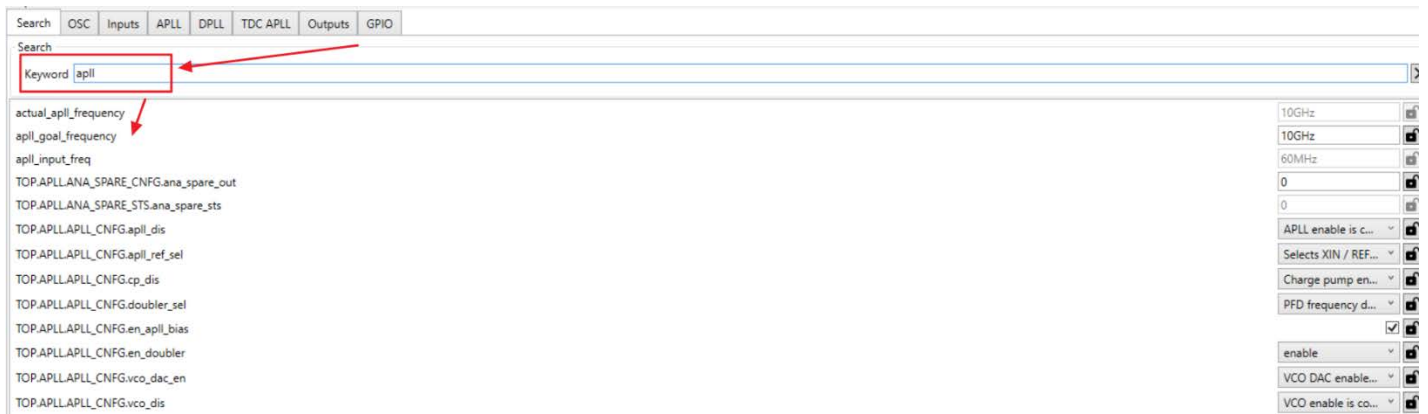 Search OSC Inputs APLL DPLL TDC APLL Outputs GPIO
Search
Keyword apll
actual_apll_frequency 10GHz
apll_goal_frequency 10GHz
apll_input_freq 60MHz
TOP.APLL.ANA_SPARE_CNFG.ana_spare_out 0
TOP.APLL.ANA_SPARE_STS.ana_spare_sts 0
TOP.APLL.APLL_CNFG.apll_dis APLL enable is c...
TOP.APLL.APLL_CNFG.apll_ref_sel Selects XIN / REF...
TOP.APLL.APLL_CNFG.cp_dis Charge pump en...
TOP.APLL.APLL_CNFG.doubler_sel PFD frequency d...
TOP.APLL.APLL_CNFG.en_apll_bias
TOP.APLL.APLL_CNFG.en_doubler enable
TOP.APLL.APLL_CNFG.vco_dac_en VCO DAC enable...
TOP.APLL.APLL_CNFG.vco_dis VCO enable is co...